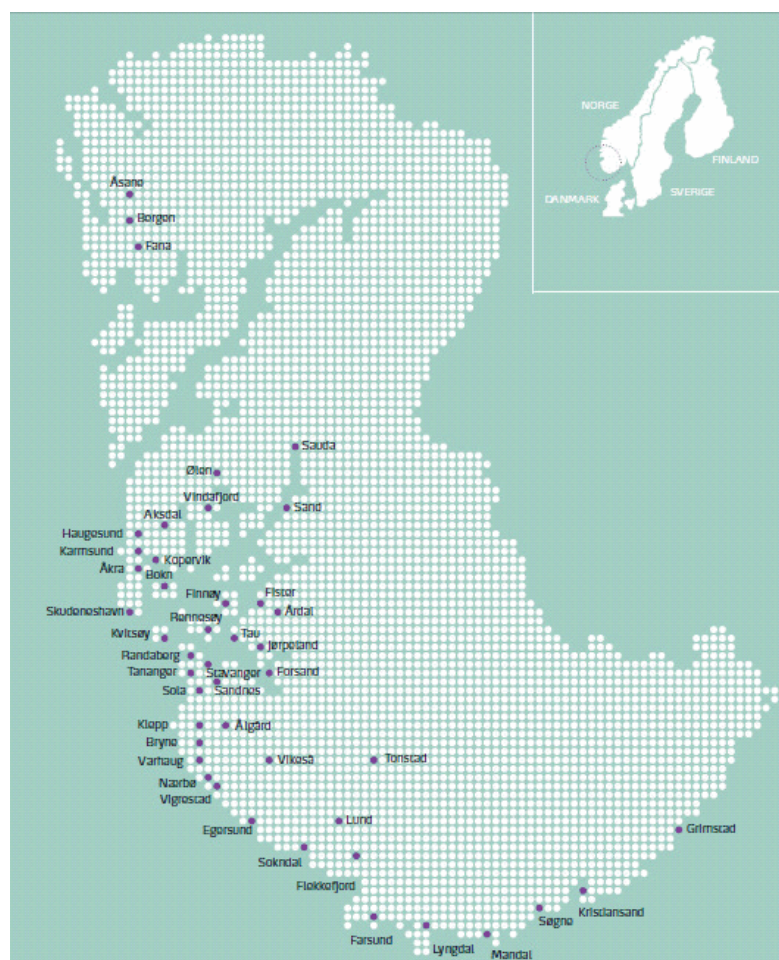 NORGE
FINLAND
SVERIGE
DANMARK
Åsane
Bergen
Fana
Sauda
Ølen
Vindafjord
Sand
Aksdal
Haugesund
Karmsund
Kopervik
Åkra
Bokn
Finnøy
Fister
Skudeneshavn
Årdal
Rennesøy
Kvitsøy
Tau
Jørpeland
Randaberg
Stavanger
Tananger
Forsand
Sola
Sandnes
Klepp
Ålgård
Bryne
Varhaug
Vikeså
Tonstad
Nærbø
Vigrestad
Egersund
Lund
Grimstad
Sokndal
Flekkefjord
Kristiansand
Søgne
Farsund
Lyngdal
Mandal